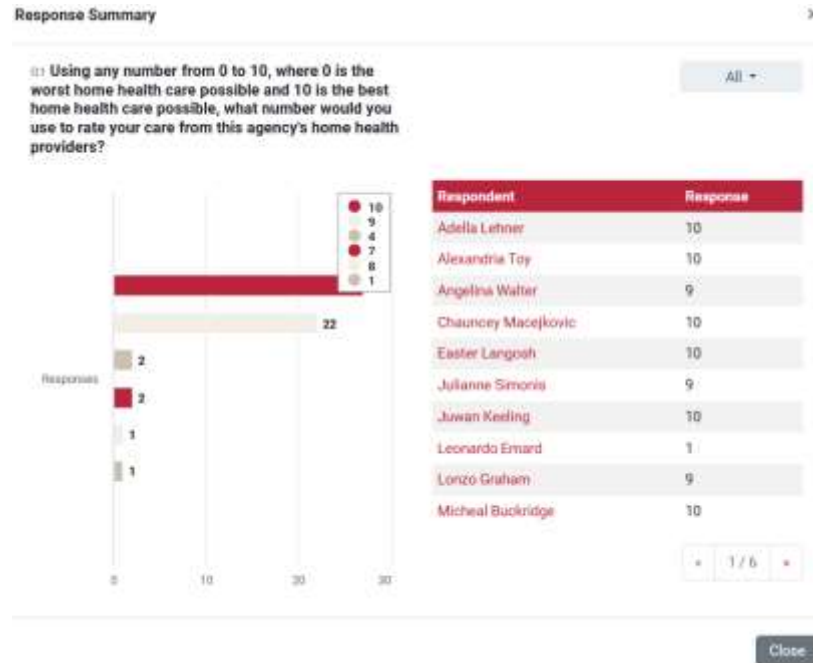 Response Summary
Using any number from 0 to 10, where 0 is the
worst home health care possible and 10 is the best
home health care possible, what number would you
use to rate your care from this agency's home health
providers?
All
10
9
4
7
8
1
22
2
2
1
1
Responses
0
10
20
30
Respondent Response
Adella Lehner 10
Alexandria Toy 10
Angelina Walter 9
Chauncey Macejkovic 10
Easter Langosh 10
Julianne Simonis 9
Juwan Keeling 10
Leonardo Emard 1
Lonzo Graham 9
Micheal Buckridge 10
« 1 / 6 »
Close